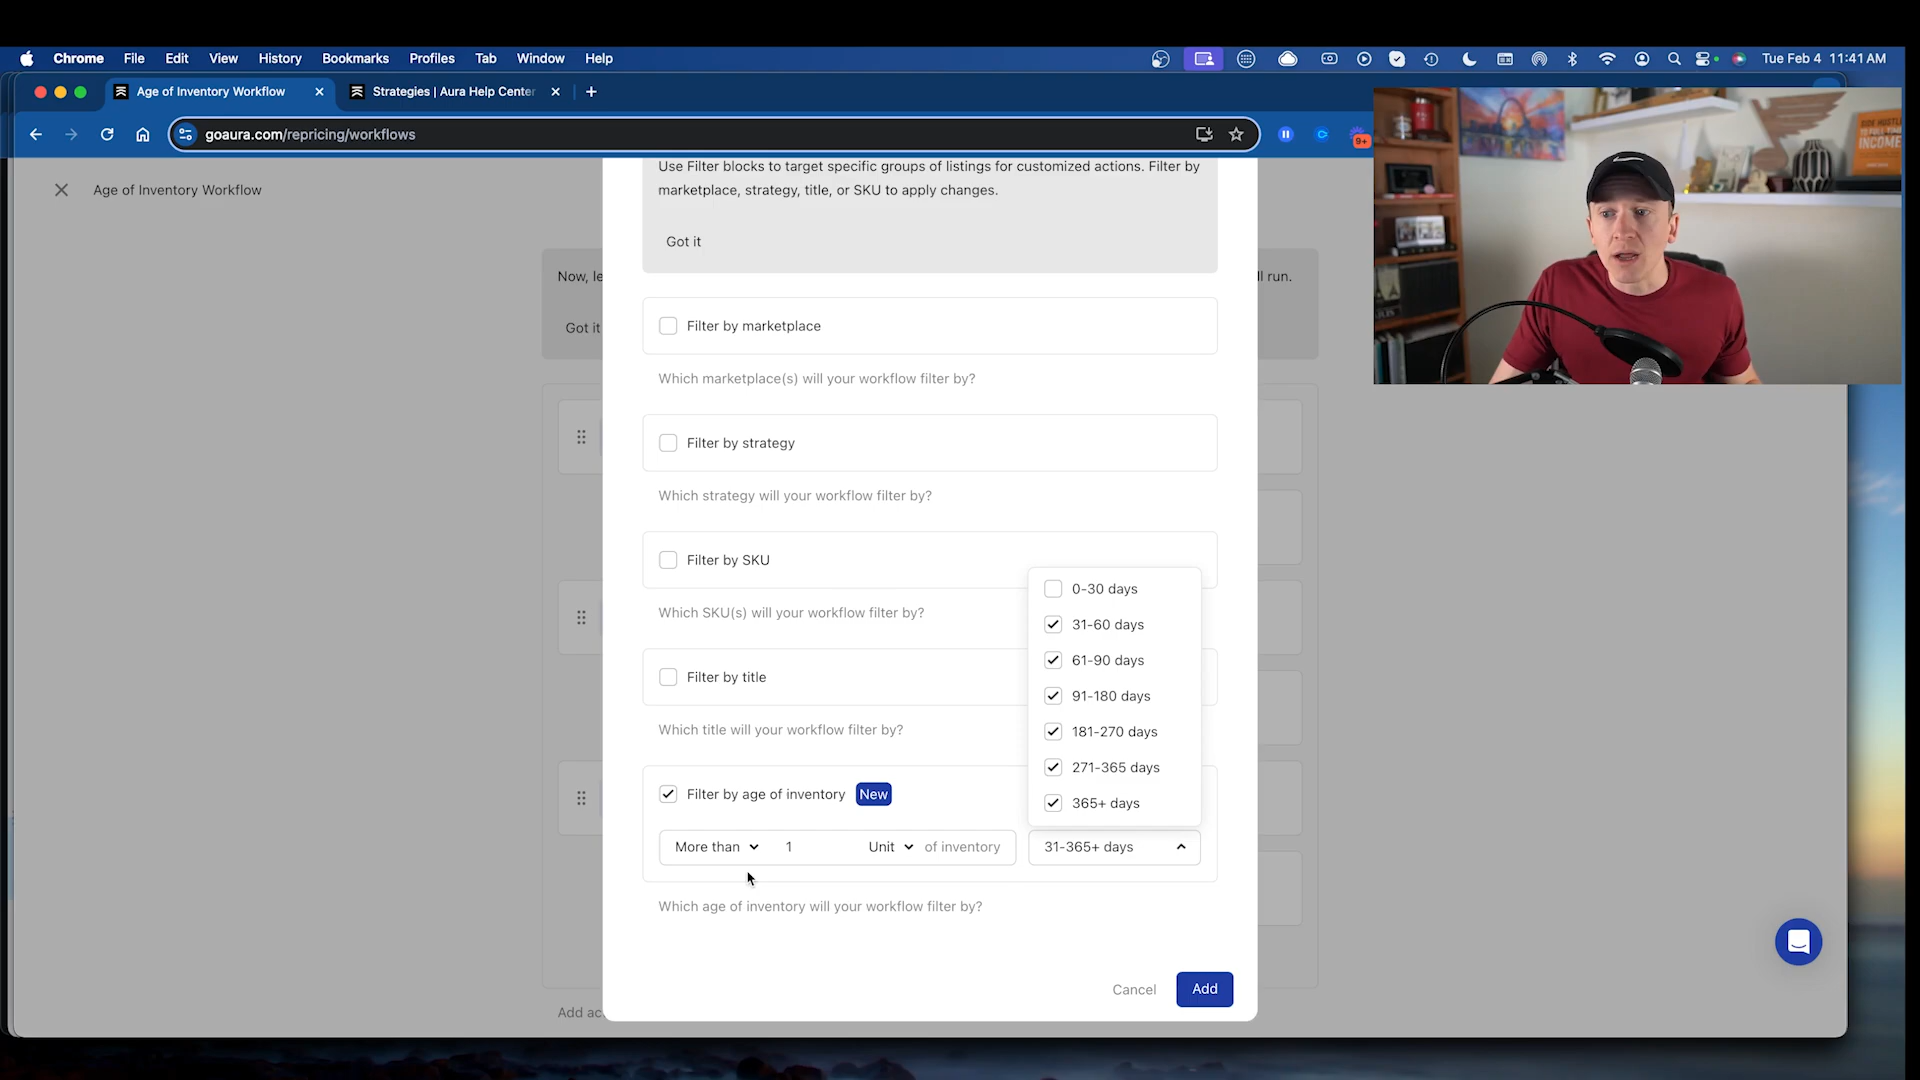 Chrome File Edit View History Bookmarks Profiles Tab Window Help
Tue Feb 4 11:41 AM
Age of Inventory Workflow
Strategies | Aura Help Center
goaura.com/repricing/workflows
9+
SIDE HUSTLE
INCOME
Age of Inventory Workflow
Use Filter blocks to target specific groups of listings for customized actions. Filter by
marketplace, strategy, title, or SKU to apply changes.
Got it
Now, le
ll run.
Got it
Filter by marketplace
Which marketplace(s) will your workflow filter by?
Filter by strategy
Which strategy will your workflow filter by?
Filter by SKU
Which SKU(s) will your workflow filter by?
Filter by title
Which title will your workflow filter by?
0-30 days
31-60 days
61-90 days
91-180 days
181-270 days
271-365 days
365+ days
Filter by age of inventory New
More than 1 Unit of inventory 31-365+ days
Which age of inventory will your workflow filter by?
Cancel Add
Add ac